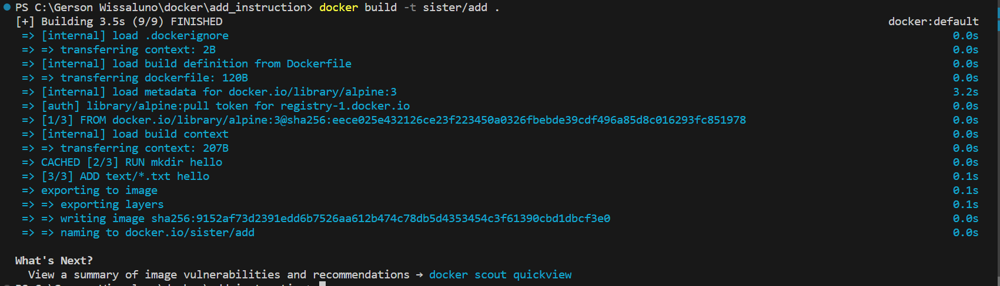 PS C:\Gerson Wissaluno\docker\add_instruction> docker build -t sister/add .
[+] Building 3.5s (9/9) FINISHED docker:default
=> [internal] load .dockerignore 0.0s
=> => transferring context: 2B 0.0s
=> [internal] load build definition from Dockerfile 0.0s
=> => transferring dockerfile: 120B 0.0s
=> [internal] load metadata for docker.io/library/alpine:3 3.2s
=> [auth] library/alpine:pull token for registry-1.docker.io 0.0s
=> [1/3] FROM docker.io/library/alpine:3@sha256:eece025e432126ce23f223450a0326fbebde39cdf496a85d8c016293fc851978 0.0s
=> [internal] load build context 0.0s
=> => transferring context: 207B 0.0s
=> CACHED [2/3] RUN mkdir hello 0.0s
=> [3/3] ADD text/*.txt hello 0.1s
=> exporting to image 0.1s
=> => exporting layers 0.1s
=> => writing image sha256:9152af73d2391edd6b7526aa612b474c78db5d4353454c3f61390cbd1dbcf3e0 0.0s
=> => naming to docker.io/sister/add 0.0s
What's Next?
View a summary of image vulnerabilities and recommendations → docker scout quickview